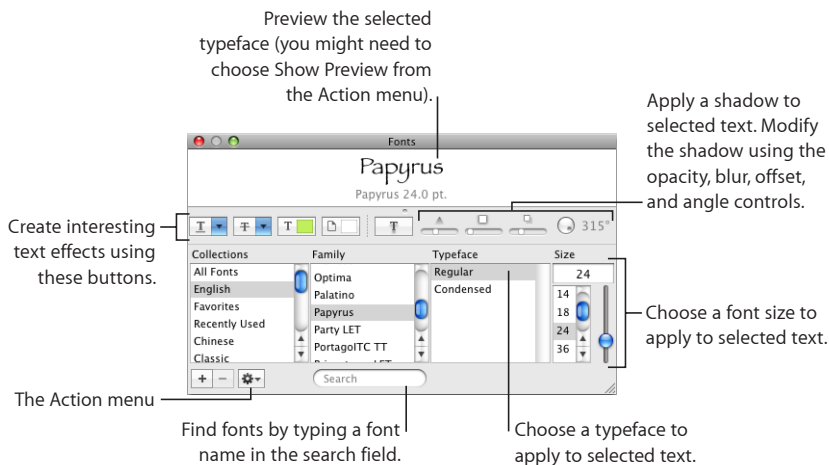 Preview the selected
typeface (you might need to
choose Show Preview from
the Action menu).
Apply a shadow to
selected text. Modify
the shadow using the
opacity, blur, offset,
and angle controls.
Create interesting
text effects using
these buttons.
Fonts
Papyrus
Papyrus 24.0 pt.
T T T T 315°
Collections Family Typeface Size
All Fonts
English
Favorites
Recently Used
Chinese
Classic
Optima
Palatino
Papyrus
Party LET
PortagoITC TT
Regular
Condensed
24
14
18
24
36
Search
Choose a font size to
apply to selected text.
The Action menu
Find fonts by typing a font
name in the search field.
Choose a typeface to
apply to selected text.